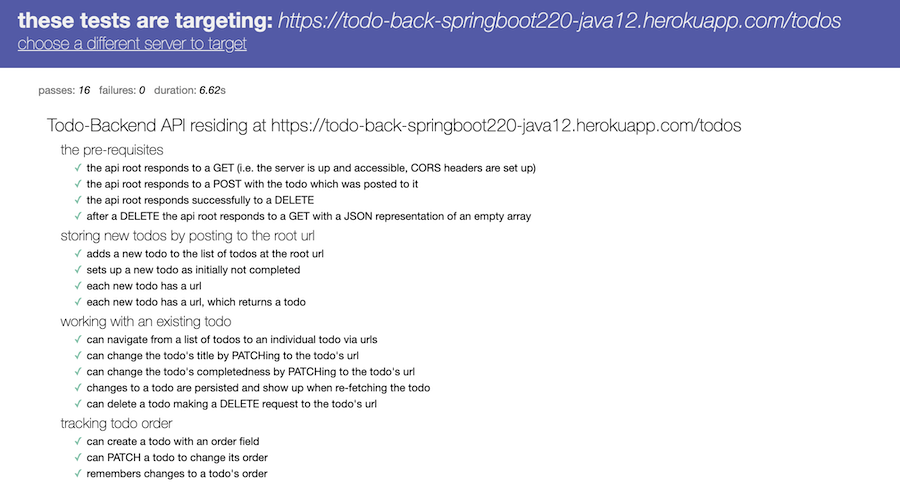 these tests are targeting: https://todo-back-springboot220-java12.herokuapp.com/todos
choose a different server to target
passes: 16 failures: 0 duration: 6.62s
Todo-Backend API residing at https://todo-back-springboot220-java12.herokuapp.com/todos
the pre-requisites
✓ the api root responds to a GET (i.e. the server is up and accessible, CORS headers are set up)
✓ the api root responds to a POST with the todo which was posted to it
✓ the api root responds successfully to a DELETE
✓ after a DELETE the api root responds to a GET with a JSON representation of an empty array
storing new todos by posting to the root url
✓ adds a new todo to the list of todos at the root url
✓ sets up a new todo as initially not completed
✓ each new todo has a url
✓ each new todo has a url, which returns a todo
working with an existing todo
✓ can navigate from a list of todos to an individual todo via urls
✓ can change the todo's title by PATCHing to the todo's url
✓ can change the todo's completedness by PATCHing to the todo's url
✓ changes to a todo are persisted and show up when re-fetching the todo
✓ can delete a todo making a DELETE request to the todo's url
tracking todo order
✓ can create a todo with an order field
✓ can PATCH a todo to change its order
✓ remembers changes to a todo's order